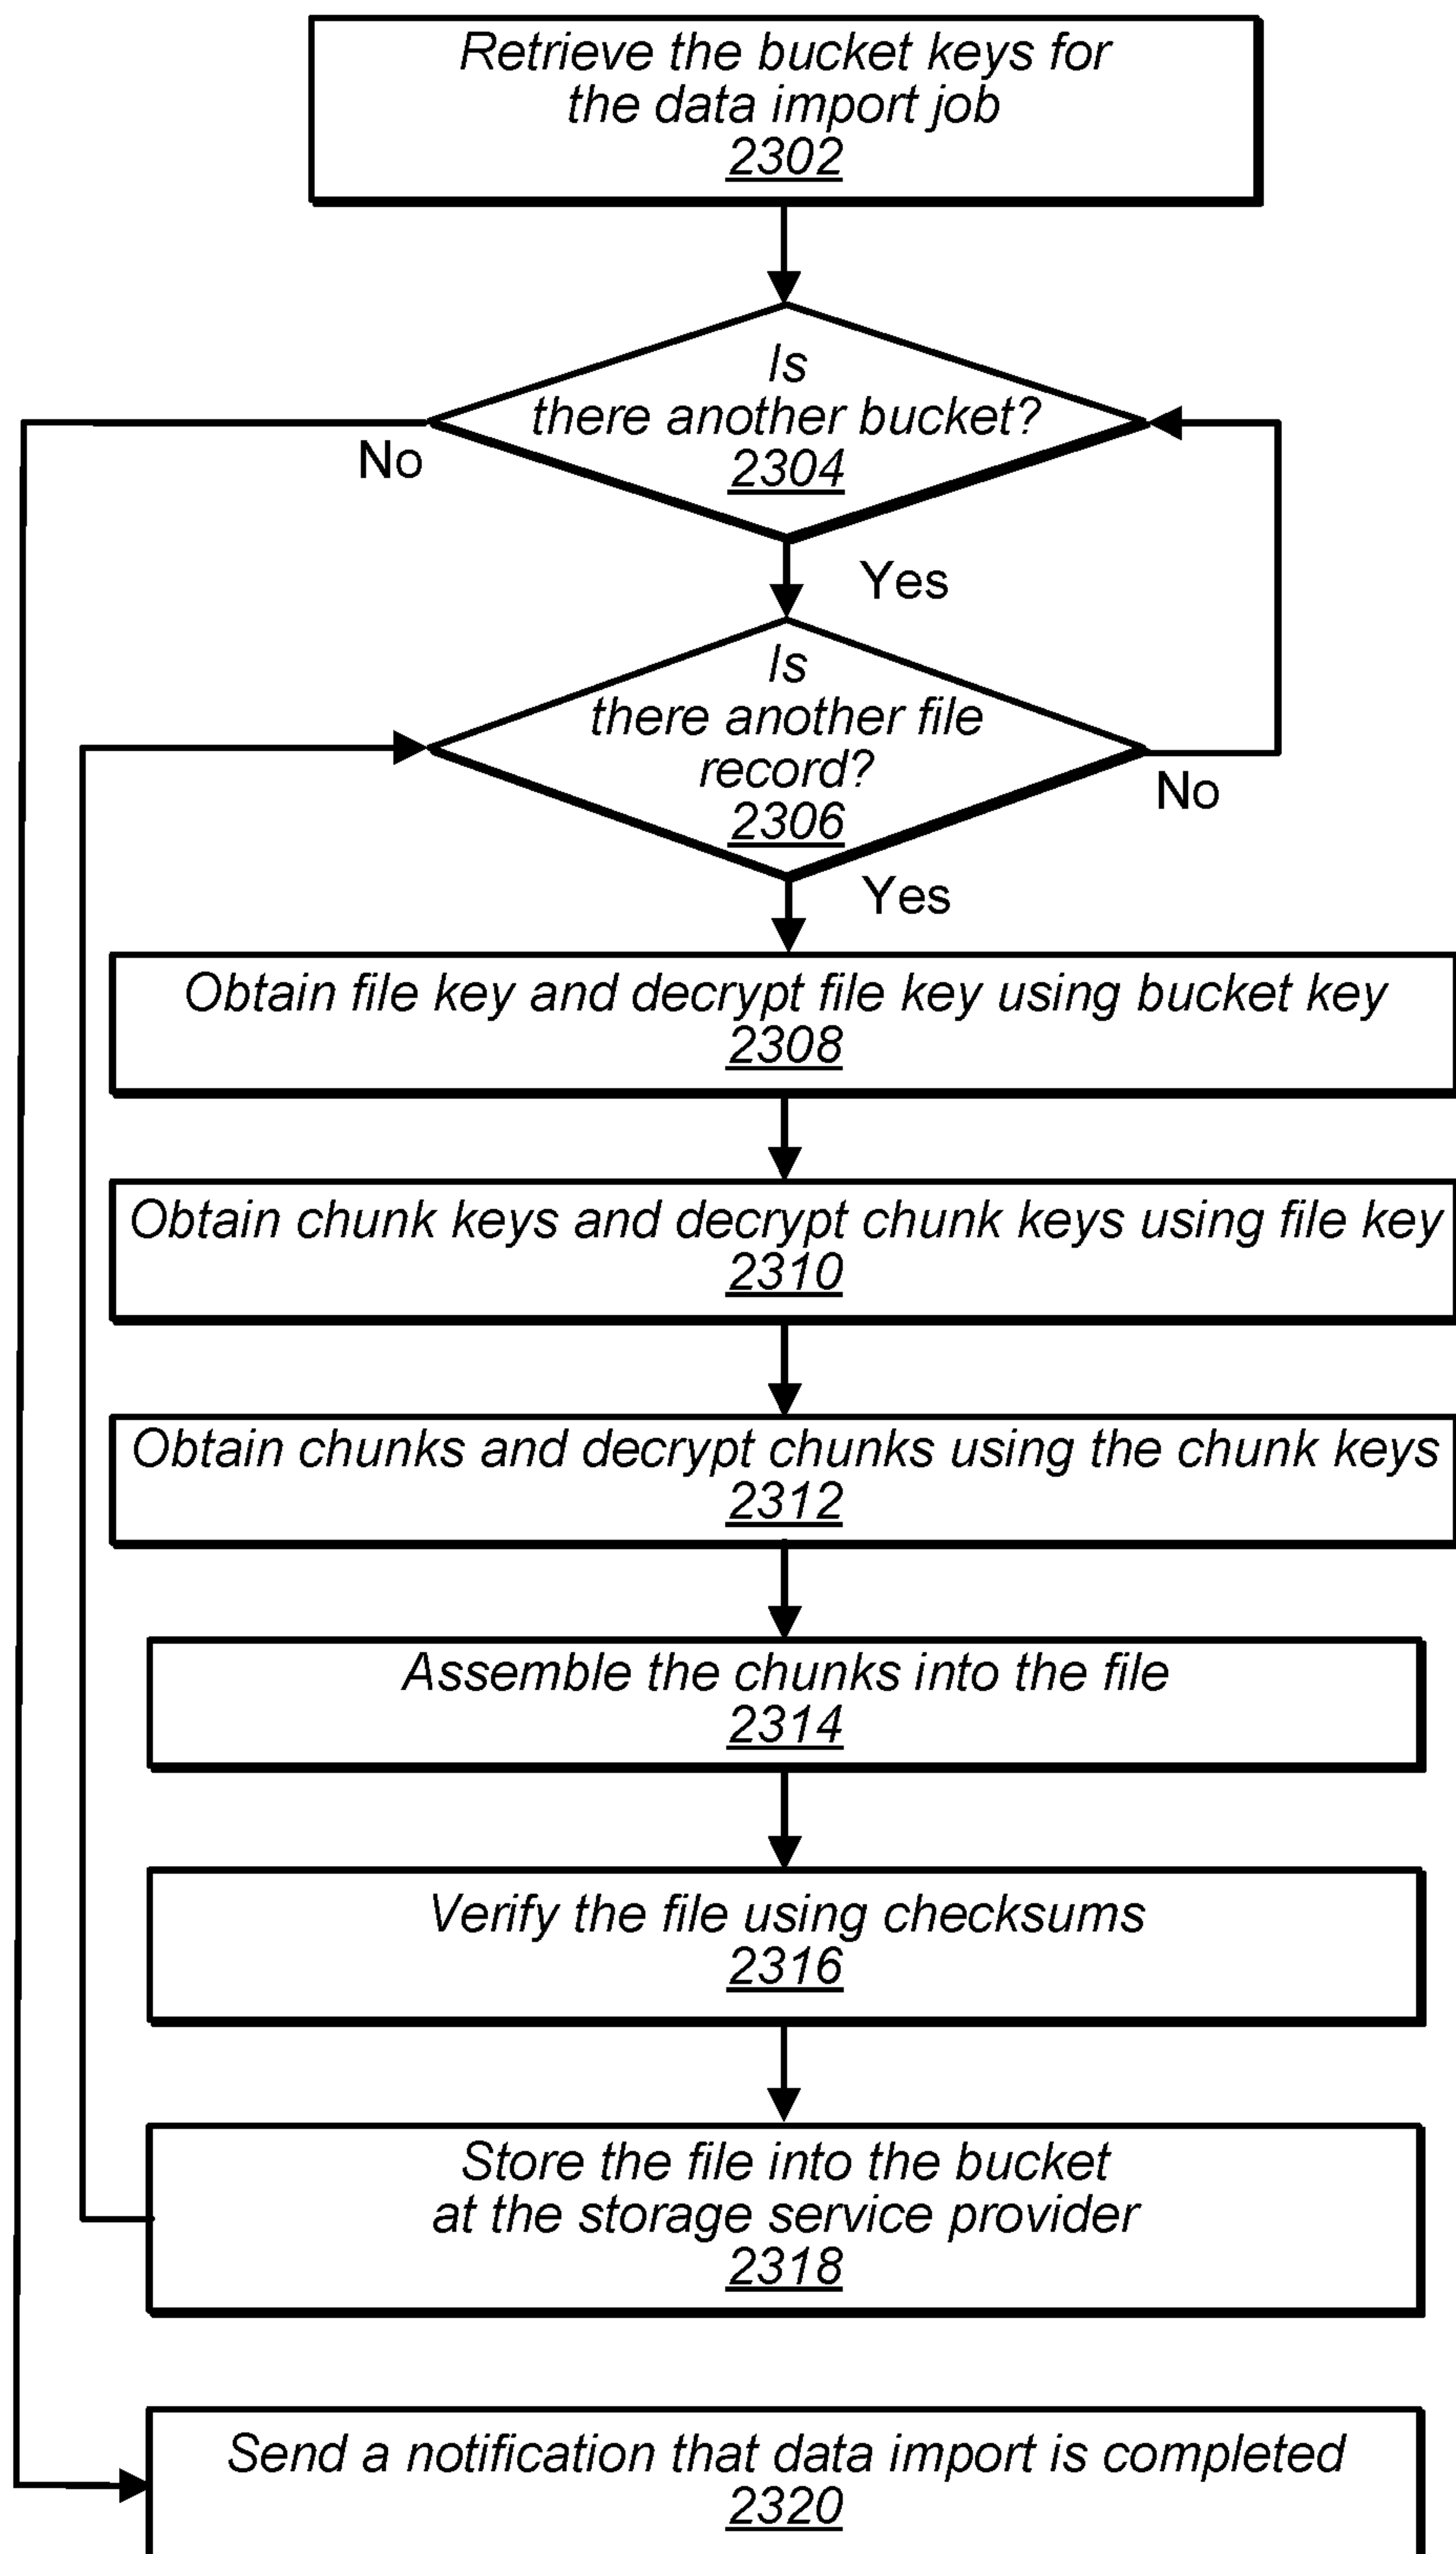 Retrieve the bucket keys for
the data import job
2302
Is
there another bucket?
2304
No
Yes
Is
there another file
record?
2306
No
Yes
Obtain file key and decrypt file key using bucket key
2308
Obtain chunk keys and decrypt chunk keys using file key
2310
Obtain chunks and decrypt chunks using the chunk keys
2312
Assemble the chunks into the file
2314
Verify the file using checksums
2316
Store the file into the bucket
at the storage service provider
2318
Send a notification that data import is completed
2320